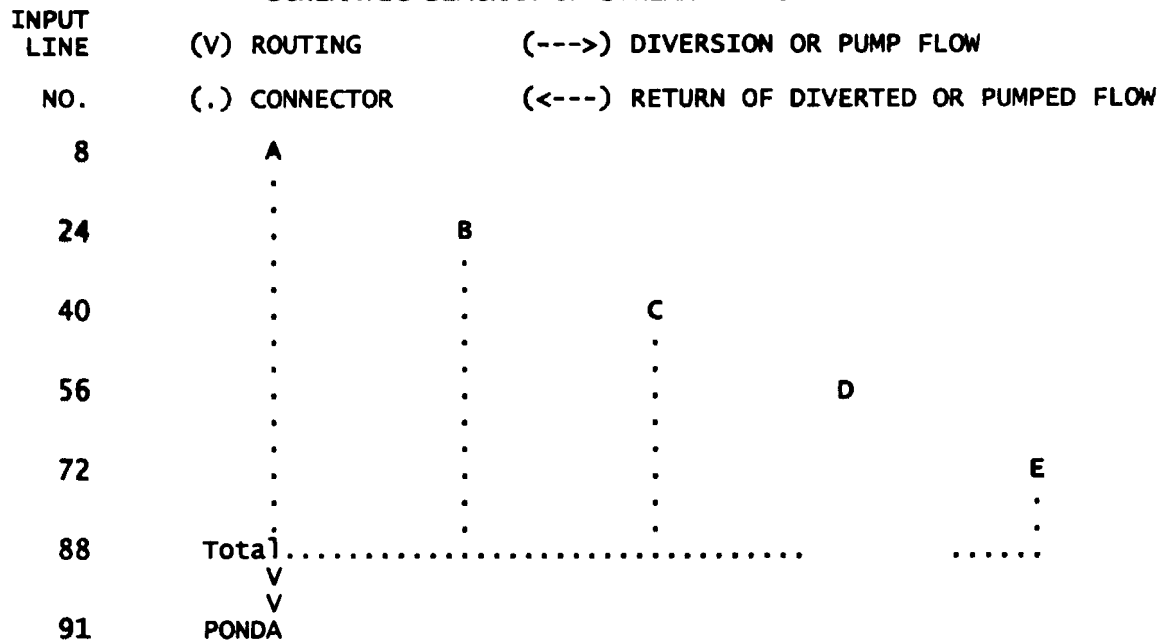 INPUT
LINE (V) ROUTING (--->) DIVERSION OR PUMP FLOW
NO. (.) CONNECTOR (<---) RETURN OF DIVERTED OR PUMPED FLOW
8 A
.
.
24 . B
. .
. .
40 . . C
. . .
. . .
56 . . . D
. . .
. . .
72 . . . E
. . . .
. . . .
88 Total................................. ......
V
V
91 PONDA